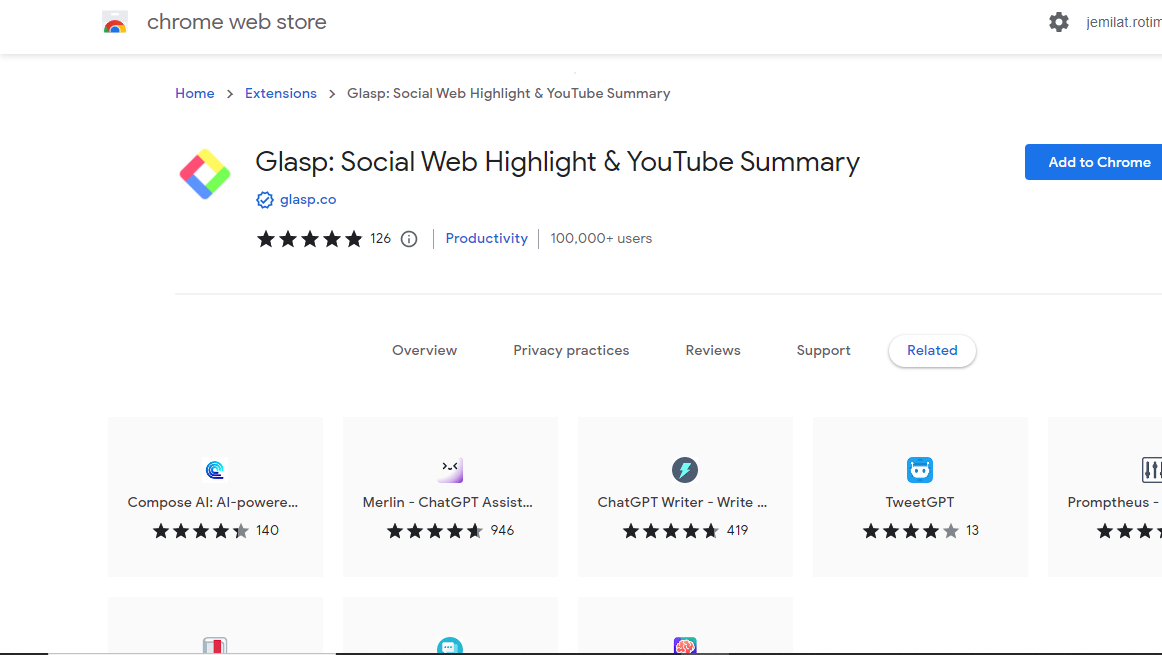 chrome web store
jemilat.rotim
Home > Extensions > Glasp: Social Web Highlight & YouTube Summary
Glasp: Social Web Highlight & YouTube Summary
Add to Chrome
glasp.co
126 Productivity 100,000+ users
Overview Privacy practices Reviews Support Related
Compose AI: AI-powere... Merlin - ChatGPT Assist... ChatGPT Writer - Write ... TweetGPT Promptheus -
140 946 419 13